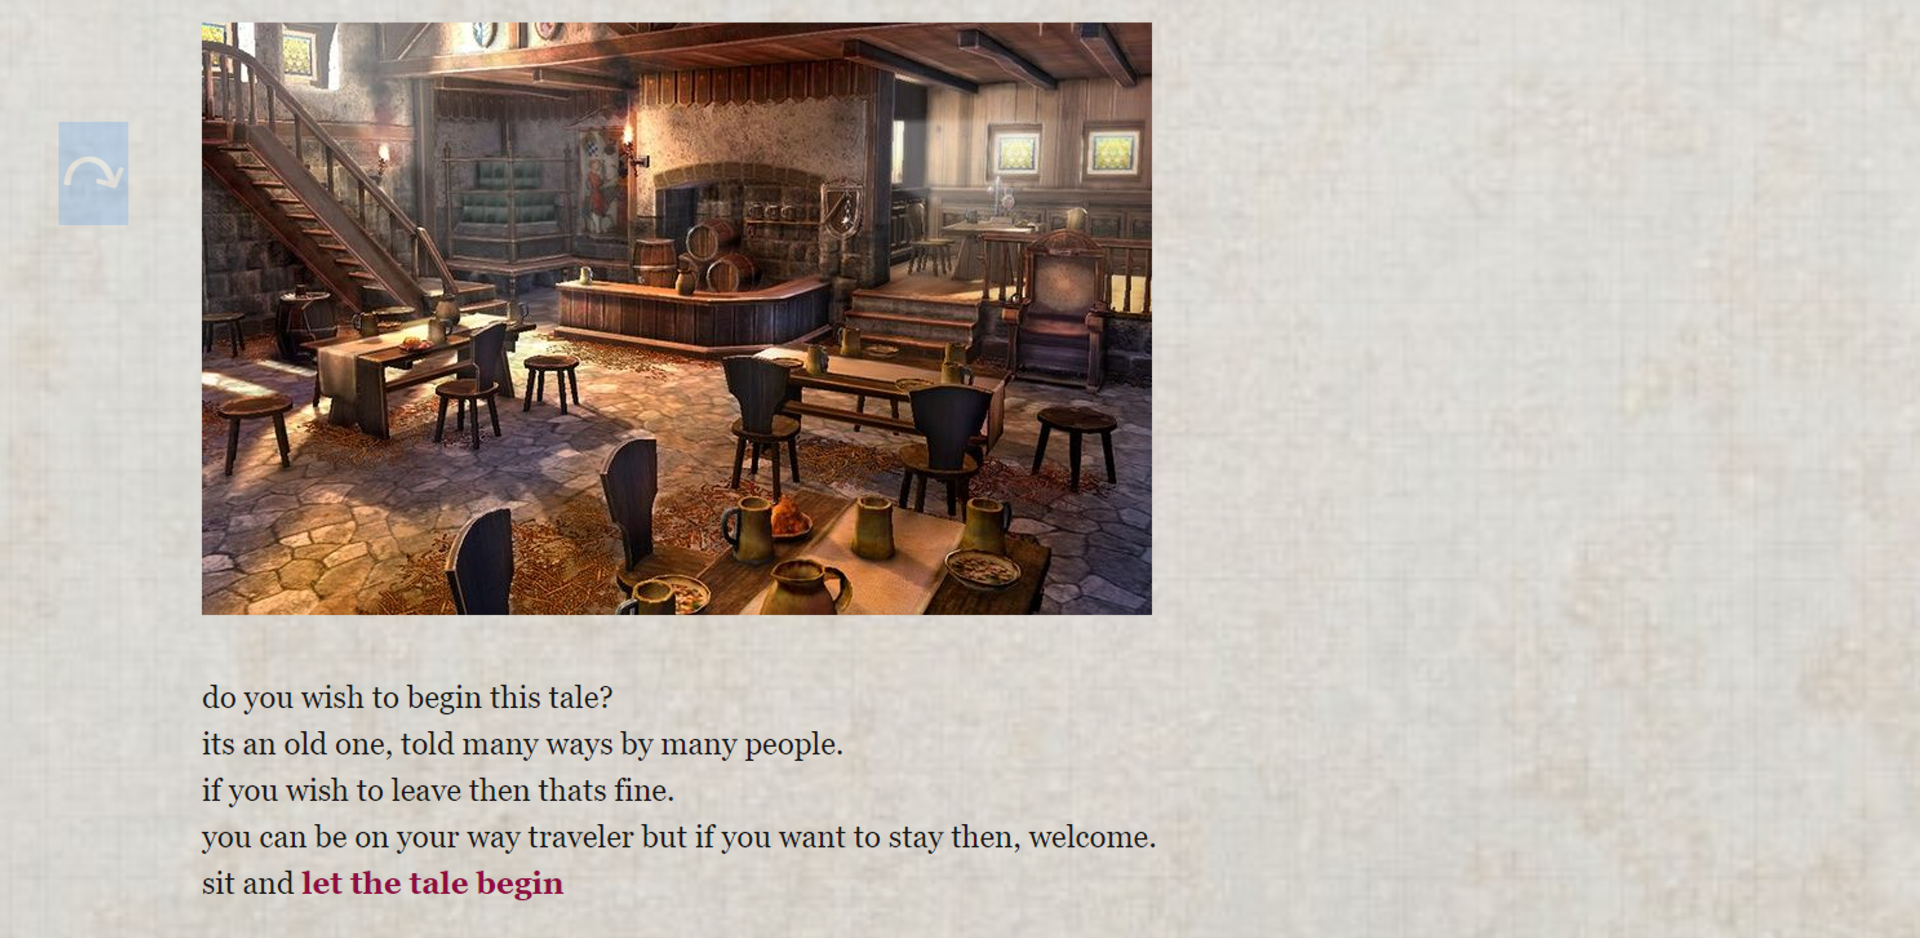 do you wish to begin this tale?
its an old one, told many ways by many people.
if you wish to leave then thats fine.
you can be on your way traveler but if you want to stay then, welcome.
sit and let the tale begin